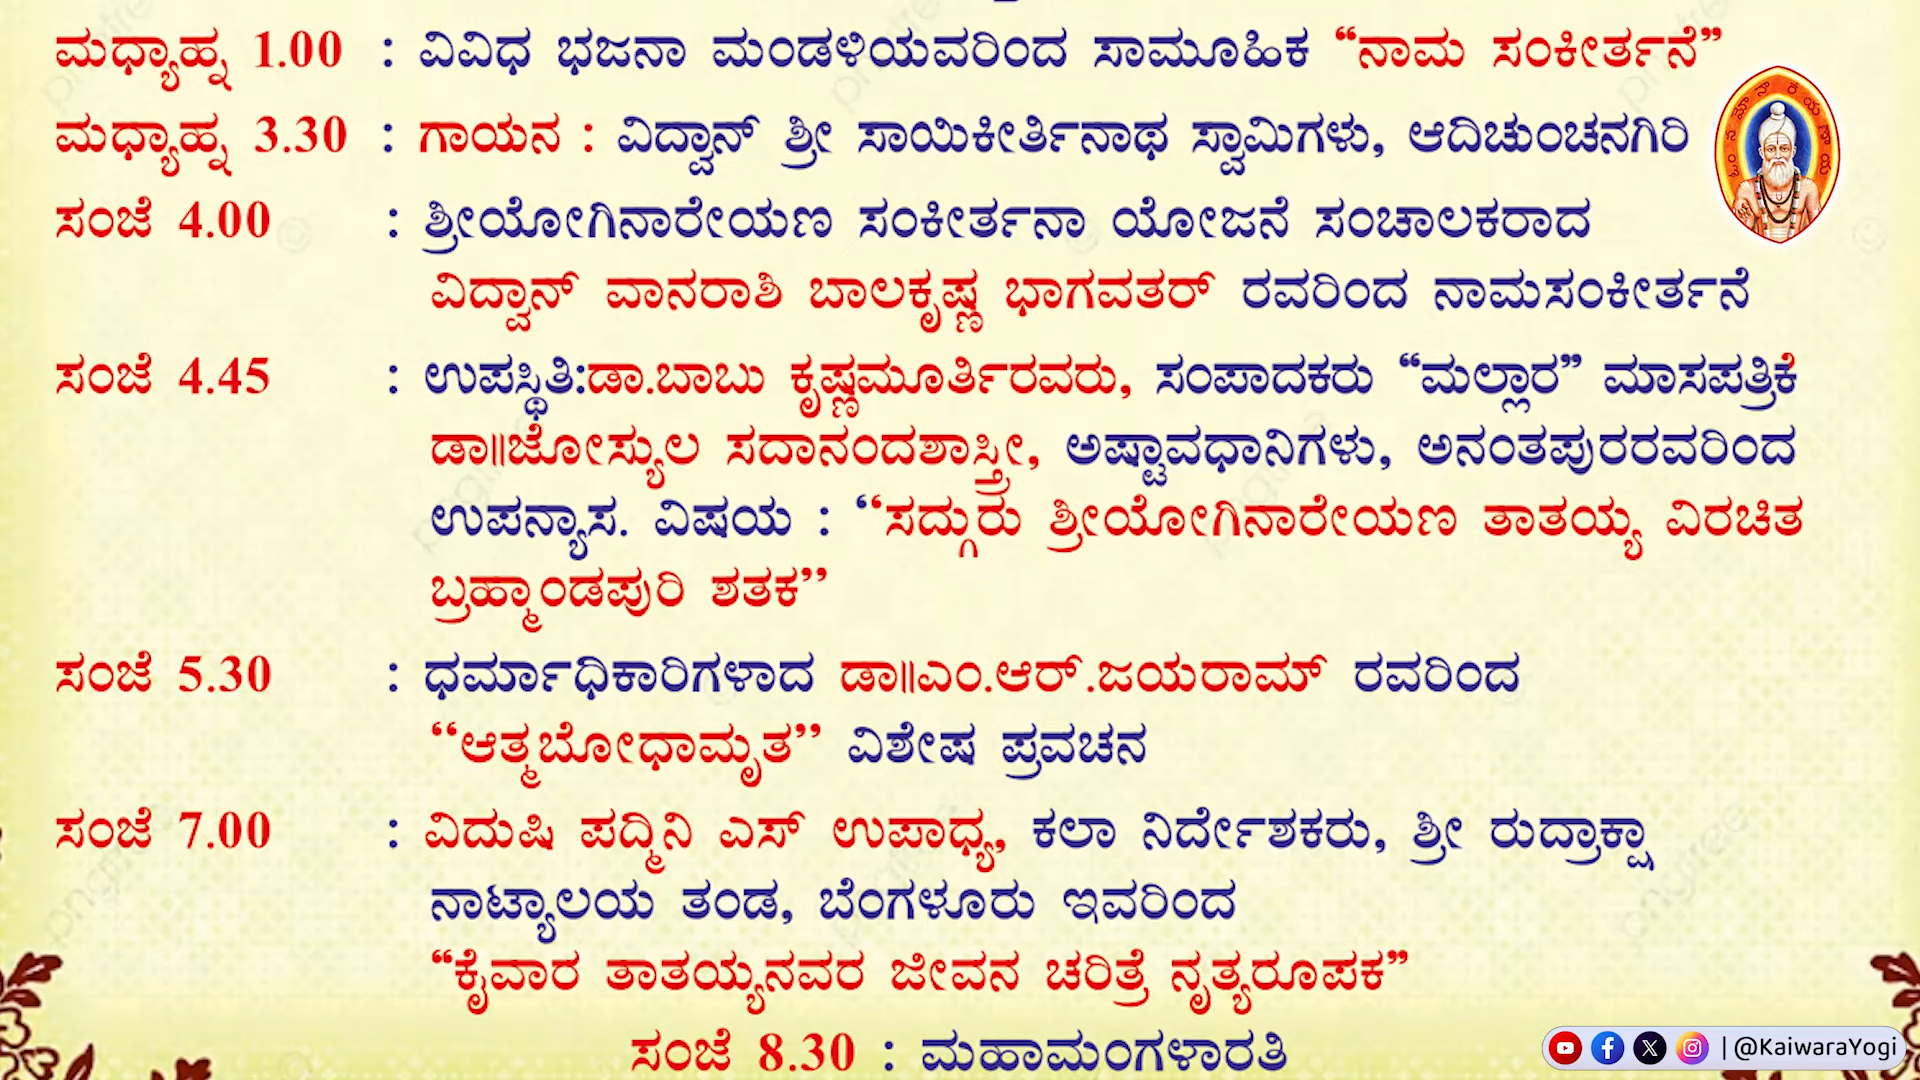 ಮಧ್ಯಾಹ್ನ 1.00 : ವಿವಿಧ ಭಜನಾ ಮಂಡಳಿಯವರಿಂದ ಸಾಮೂಹಿಕ “ನಾಮ ಸಂಕೀರ್ತನೆ”
ಮಧ್ಯಾಹ್ನ 3.30 : ಗಾಯನ : ವಿದ್ವಾನ್ ಶ್ರೀ ಸಾಯಿಕೀರ್ತಿನಾಥ ಸ್ವಾಮಿಗಳು, ಆದಿಚುಂಚನಗಿರಿ
ಸಂಜೆ 4.00 : ಶ್ರೀಯೋಗಿನಾರೇಯಣ ಸಂಕೀರ್ತನಾ ಯೋಜನೆ ಸಂಚಾಲಕರಾದ
ವಿದ್ವಾನ್ ವಾನರಾಶಿ ಬಾಲಕೃಷ್ಣ ಭಾಗವತರ್ ರವರಿಂದ ನಾಮಸಂಕೀರ್ತನೆ
ಸಂಜೆ 4.45 : ಉಪಸ್ಥಿತಿ:ಡಾ.ಬಾಬು ಕೃಷ್ಣಮೂರ್ತಿರವರು, ಸಂಪಾದಕರು “ಮಲ್ಲಾರ” ಮಾಸಪತ್ರಿಕೆ
ಡಾ||ಜೋಸ್ಯುಲ ಸದಾನಂದಶಾಸ್ತ್ರೀ, ಅಷ್ಟಾವಧಾನಿಗಳು, ಅನಂತಪುರರವರಿಂದ
ಉಪನ್ಯಾಸ. ವಿಷಯ : “ಸದ್ಗುರು ಶ್ರೀಯೋಗಿನಾರೇಯಣ ತಾತಯ್ಯ ವಿರಚಿತ
ಬ್ರಹ್ಮಾಂಡಪುರಿ ಶತಕ”
ಸಂಜೆ 5.30 : ಧರ್ಮಾಧಿಕಾರಿಗಳಾದ ಡಾ||ಎಂ.ಆರ್.ಜಯರಾಮ್ ರವರಿಂದ
“ಆತ್ಮಬೋಧಾಮೃತ” ವಿಶೇಷ ಪ್ರವಚನ
ಸಂಜೆ 7.00 : ವಿದುಷಿ ಪದ್ಮಿನಿ ಎಸ್ ಉಪಾಧ್ಯ, ಕಲಾ ನಿರ್ದೇಶಕರು, ಶ್ರೀ ರುದ್ರಾಕ್ಷಾ
ನಾಟ್ಯಾಲಯ ತಂಡ, ಬೆಂಗಳೂರು ಇವರಿಂದ
“ಕೈವಾರ ತಾತಯ್ಯನವರ ಜೀವನ ಚರಿತ್ರೆ ನೃತ್ಯರೂಪಕ”
ಸಂಜೆ 8.30 : ಮಹಾಮಂಗಳಾರತಿ
| @KaiwaraYogi